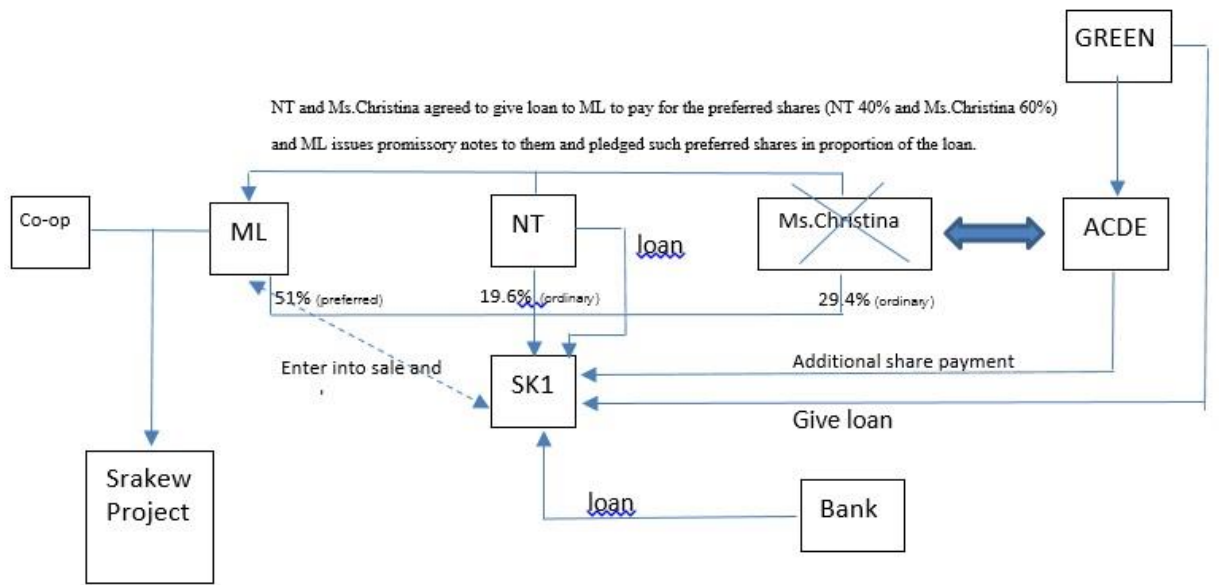 GREEN
NT and Ms.Christina agreed to give loan to ML to pay for the preferred shares (NT 40% and Ms.Christina 60%)
and ML issues promissory notes to them and pledged such preferred shares in proportion of the loan.
Co-op
ML
NT
Ms.Christina
ACDE
loan
51% (preferred)
19.6% (ordinary)
29.4% (ordinary)
Enter into sale and
SK1
Additional share payment
Give loan
Srakew
Project
loan
Bank